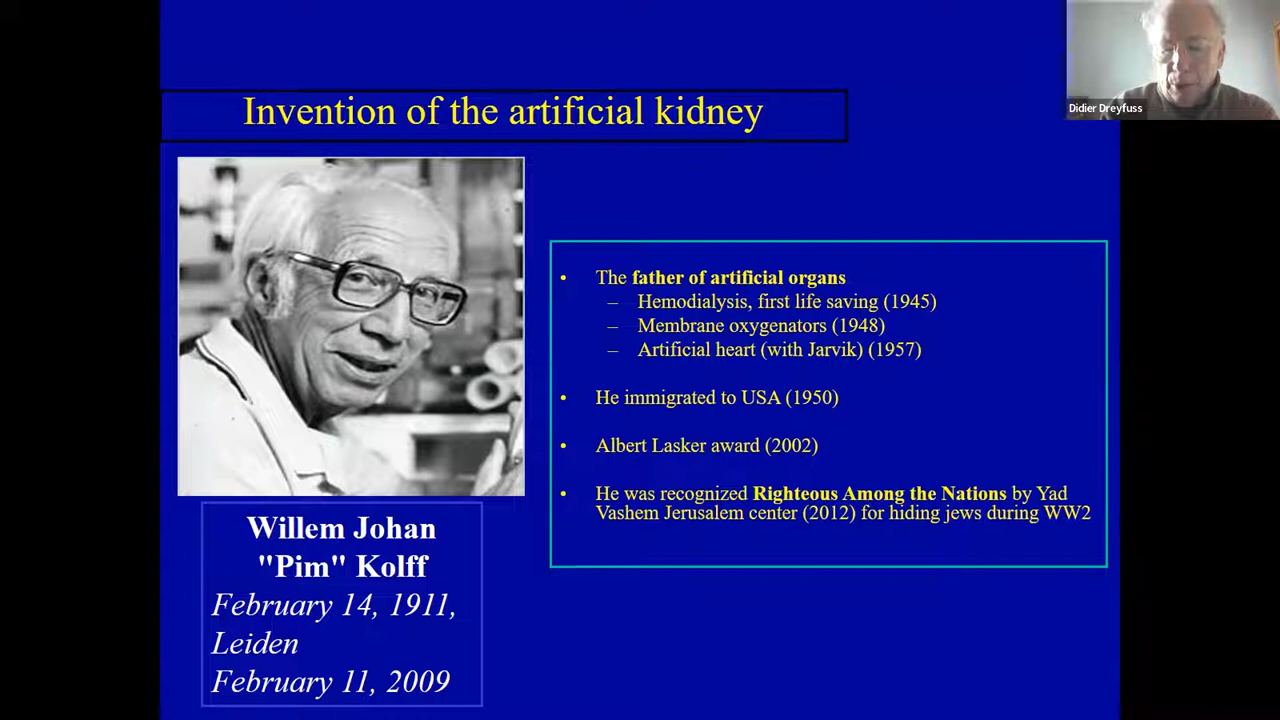 Invention of the artificial kidney
Didier Dreyfuss
• The father of artificial organs
– Hemodialysis, first life saving (1945)
– Membrane oxygenators (1948)
– Artificial heart (with Jarvik) (1957)
• He immigrated to USA (1950)
• Albert Lasker award (2002)
• He was recognized Righteous Among the Nations by Yad
Vashem Jerusalem center (2012) for hiding jews during WW2
Willem Johan
"Pim" Kolff
February 14, 1911,
Leiden
February 11, 2009